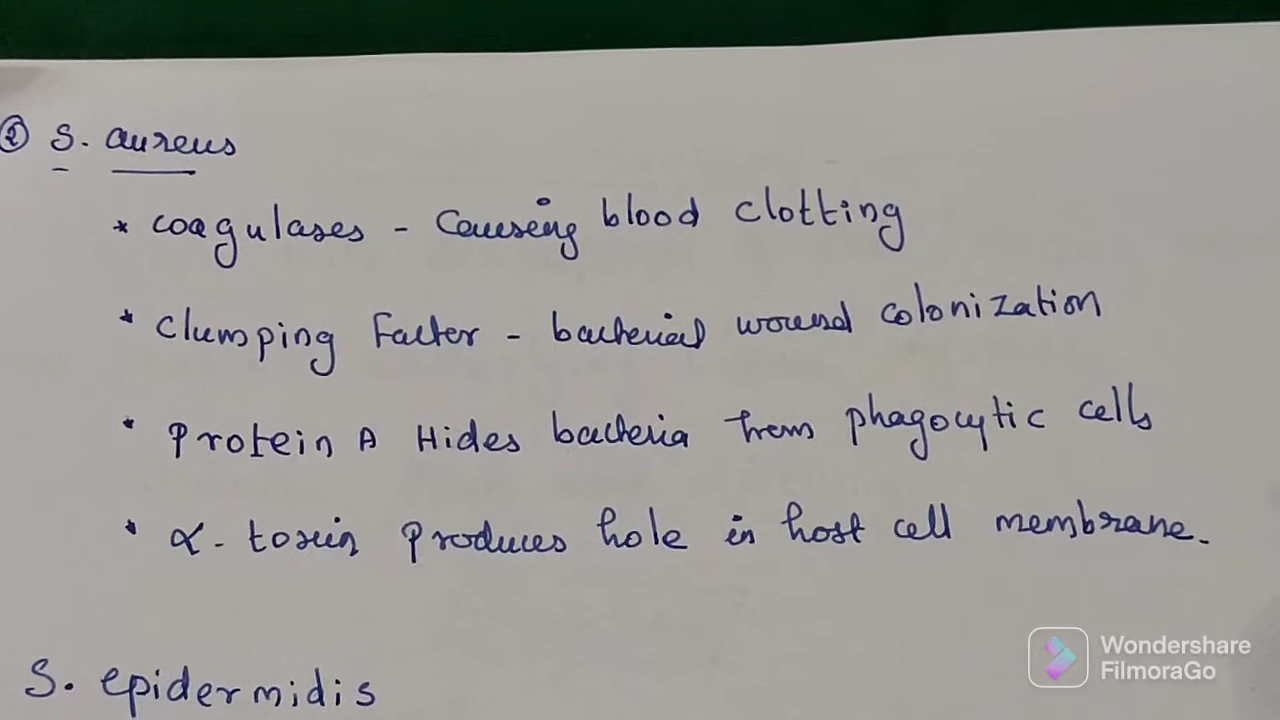 ② S. aureus
* coagulases - Causing blood clotting
* Clumping Factor - bacterial wound colonization
* Protein A Hides bacteria from phagocytic cells
* α- toxin produces hole in host cell membrane.
S. epidermidis
Wondershare
FilmoraGo